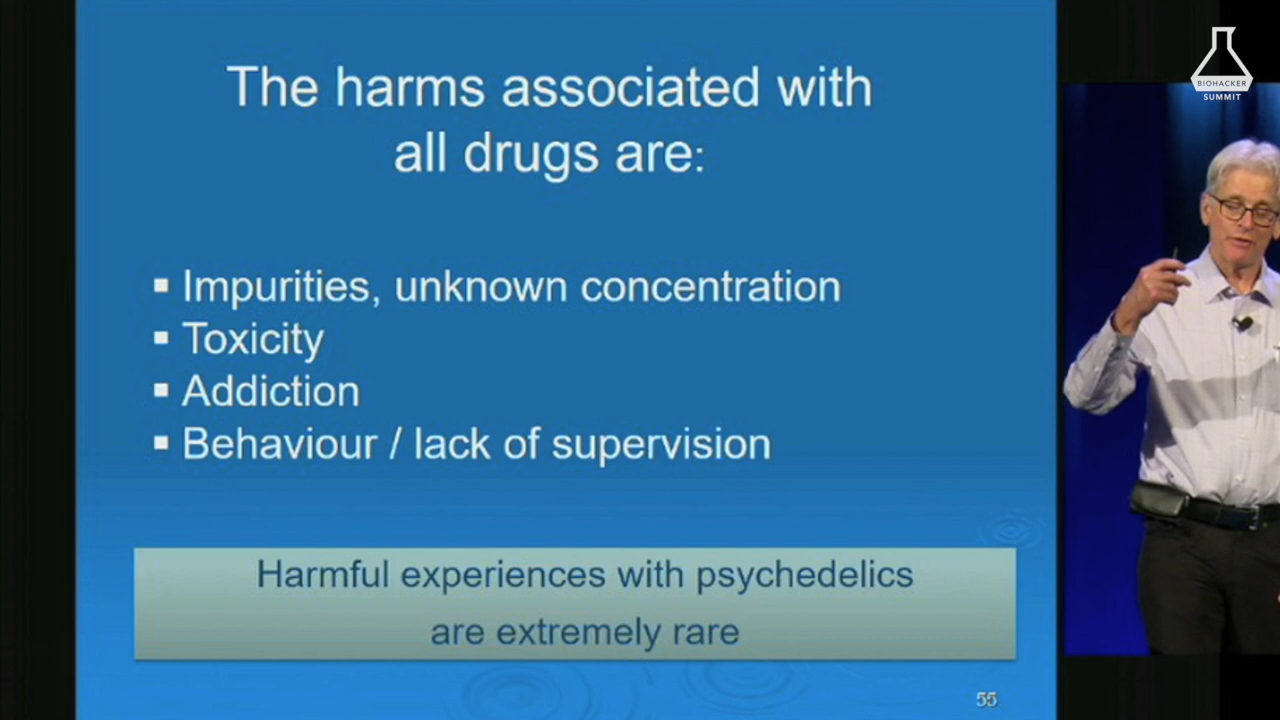 The harms associated with
all drugs are:
▪ Impurities, unknown concentration
▪ Toxicity
▪ Addiction
▪ Behaviour / lack of supervision
Harmful experiences with psychedelics
are extremely rare
55
BIOHACKER
SUMMIT